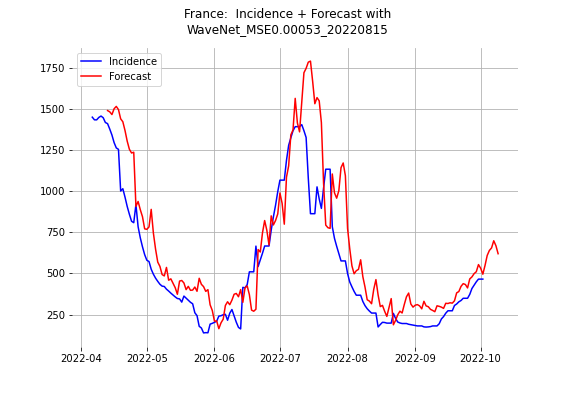 France:  Incidence + Forecast with
WaveNet_MSE0.00053_20220815
Incidence
Forecast
1750
1500
1250
1000
750
500
250
2022-04 2022-05 2022-06 2022-07 2022-08 2022-09 2022-10